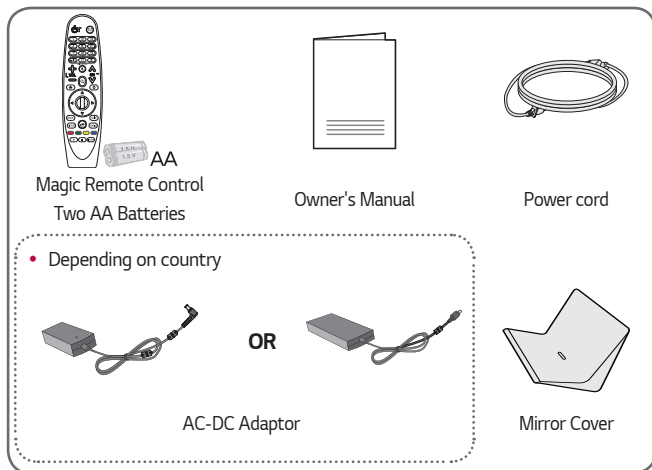 AA
Magic Remote Control
Two AA Batteries
Owner's Manual
Power cord
• Depending on country
OR
AC-DC Adaptor
Mirror Cover